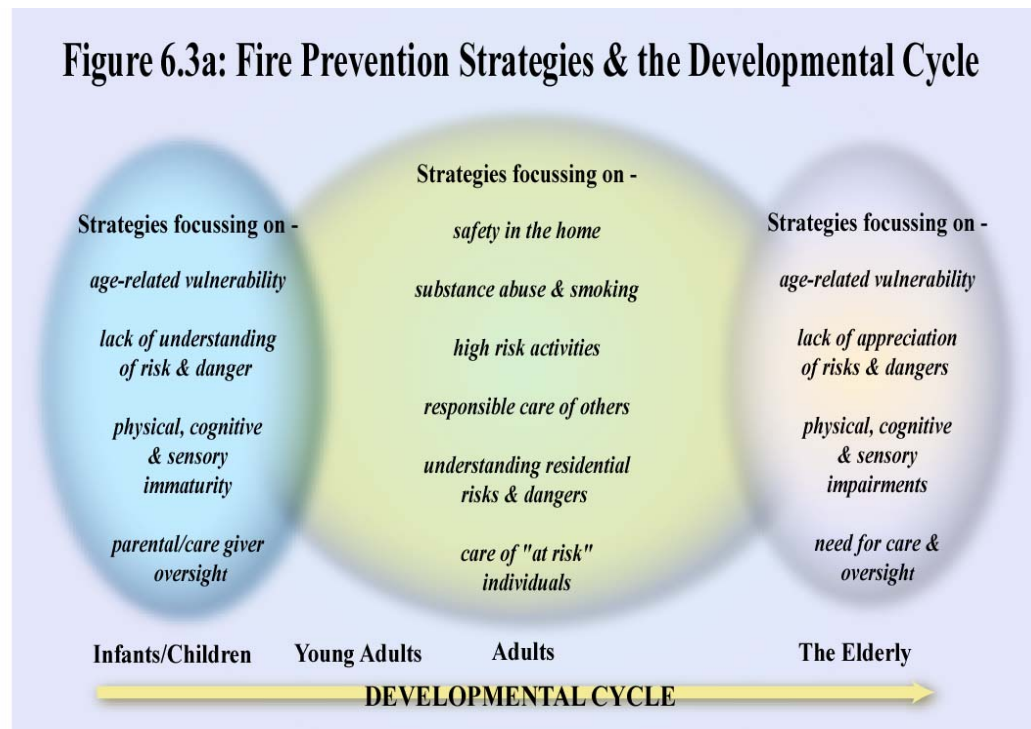 Figure 6.3a: Fire Prevention Strategies & the Developmental Cycle
Strategies focussing on -
age-related vulnerability
lack of understanding
of risk & danger
physical, cognitive
& sensory
immaturity
parental/care giver
oversight
Strategies focussing on -
safety in the home
substance abuse & smoking
high risk activities
responsible care of others
understanding residential
risks & dangers
care of "at risk"
individuals
Strategies focussing on -
age-related vulnerability
lack of appreciation
of risks & dangers
physical, cognitive
& sensory
impairments
need for care &
oversight
Infants/Children
Young Adults
Adults
The Elderly
DEVELOPMENTAL CYCLE